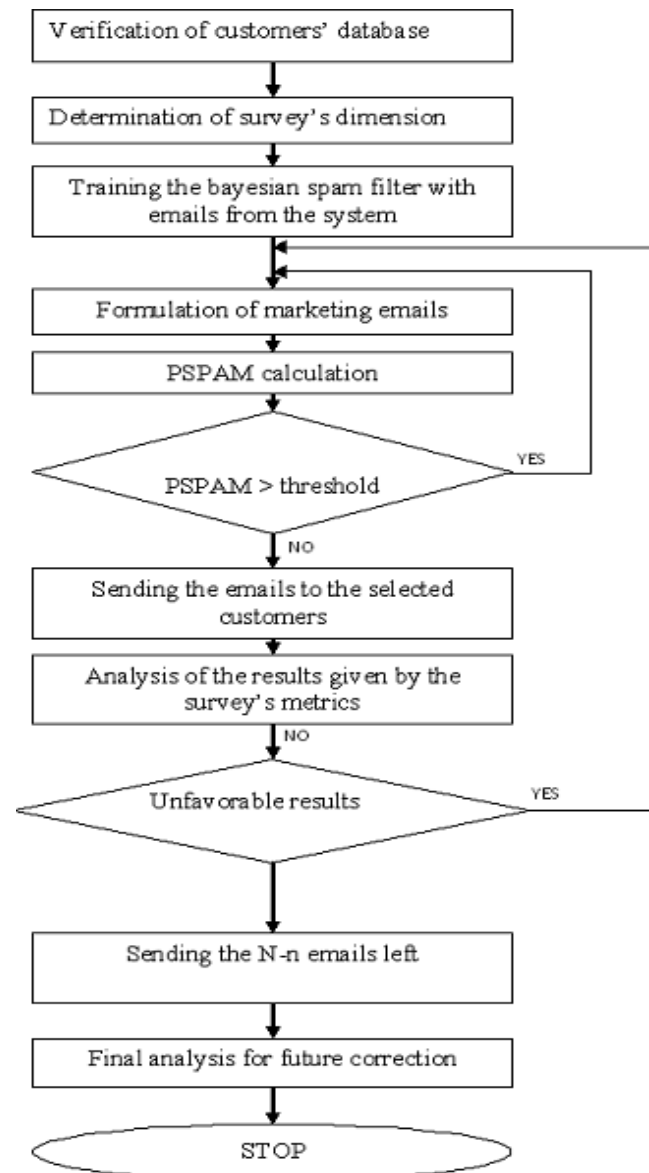 Verification of customers' database
Determination of survey's dimension
Training the bayesian spam filter with
emails from the system
Formulation of marketing emails
PSPAM calculation
YES
PSPAM > threshold
NO
Sending the emails to the selected
customers
Analysis of the results given by the
survey's metrics
NO
Unfavorable results
YES
Sending the N-n emails left
Final analysis for future correction
STOP